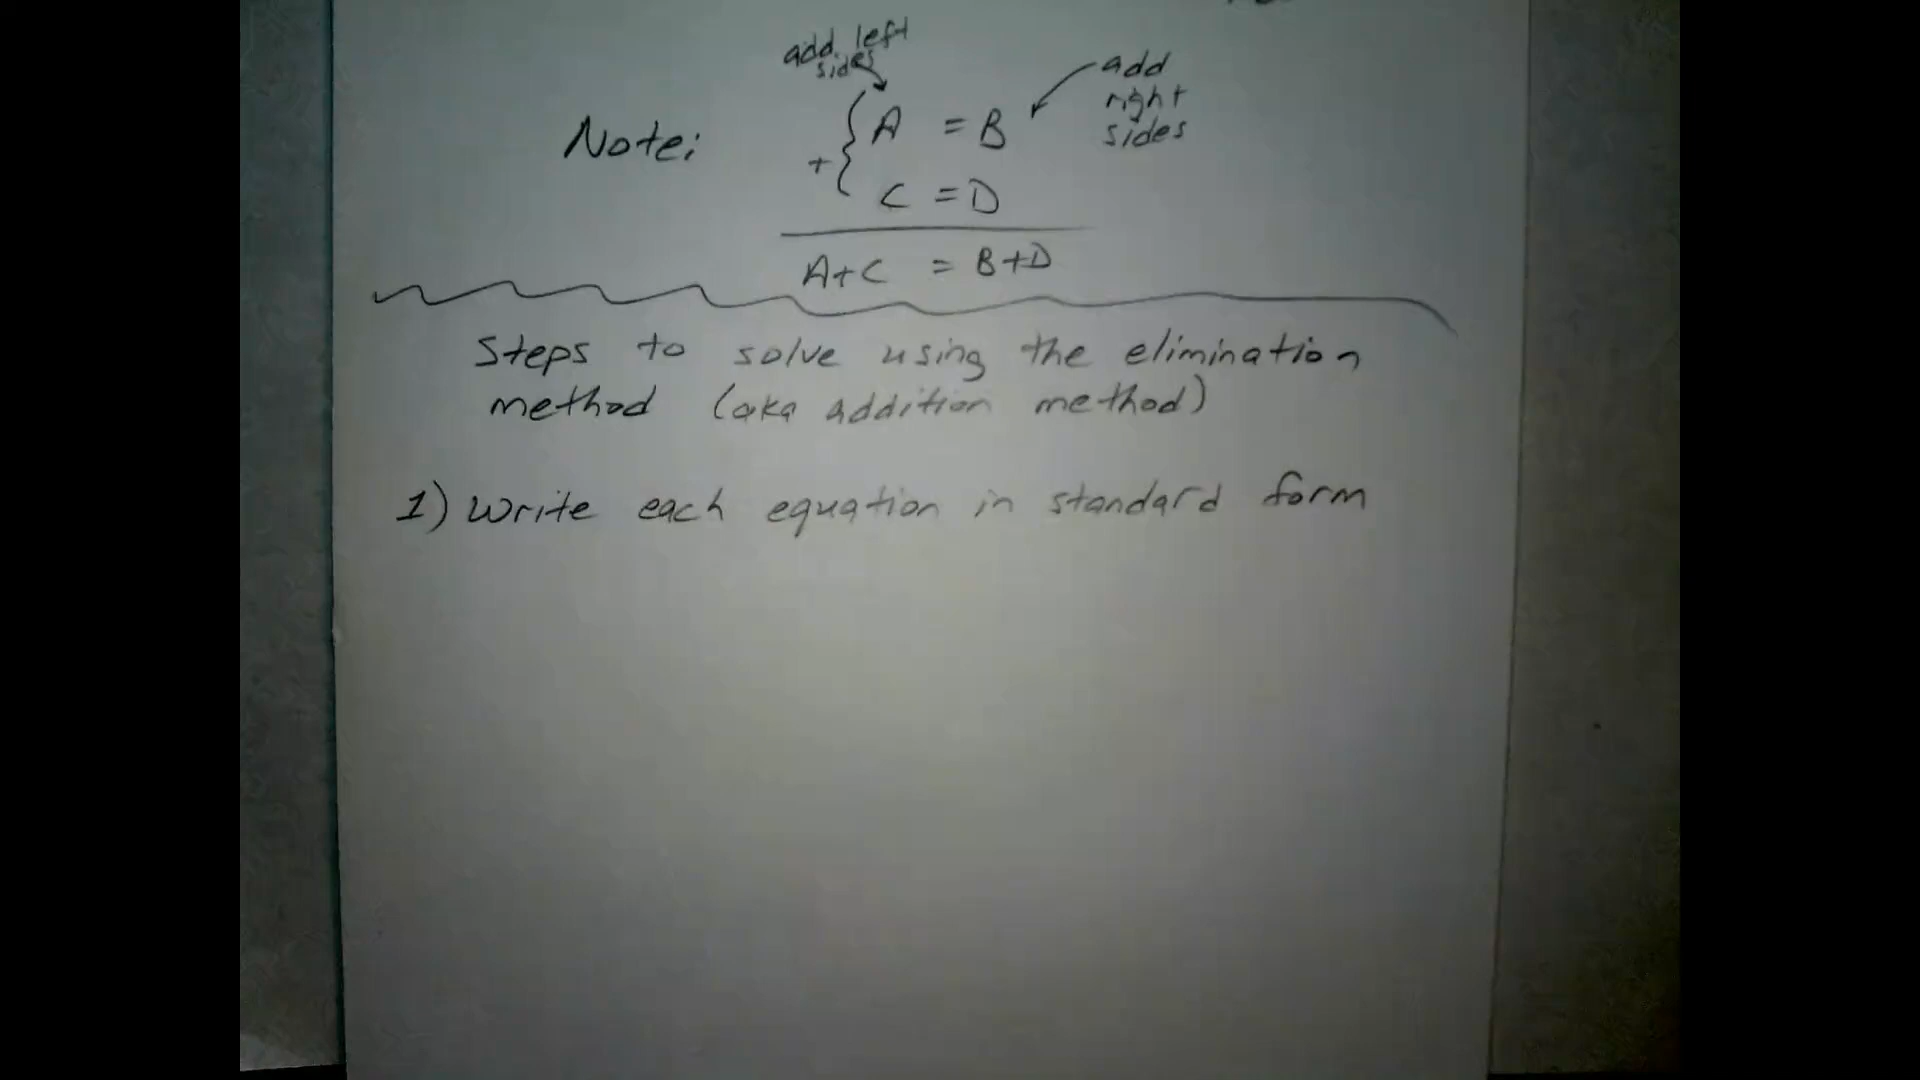 add left
sides
add
right
sides
Note:
+ { A = B
C = D
A+C = B+D
Steps to solve using the elimination
method (aka addition method)
1) Write each equation in standard form